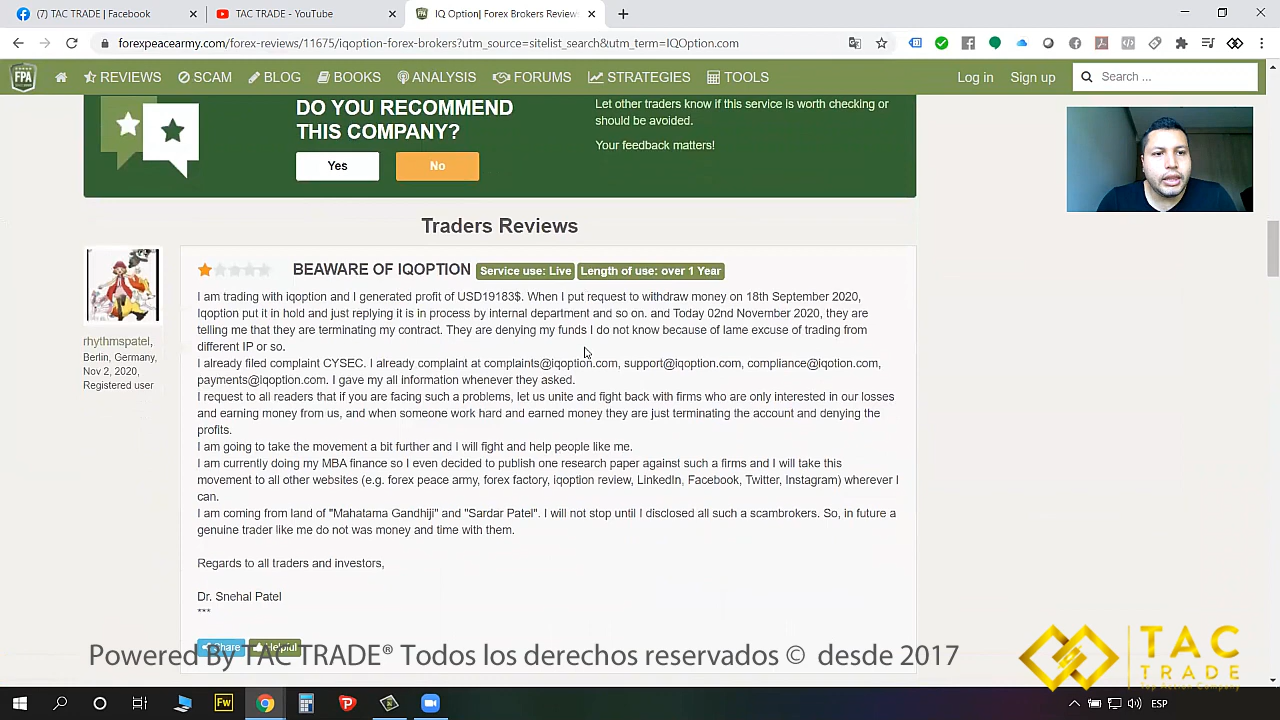 (7) TAC TRADE | Facebook
TAC TRADE - YouTube
IQ Option| Forex Brokers Reviews
forexpeacearmy.com/forex-reviews/11675/iqoption-forex-brokers?utm_source=sitelist_search&utm_term=IQOption.com
FPA
REVIEWS
SCAM
BLOG
BOOKS
ANALYSIS
FORUMS
STRATEGIES
TOOLS
Log in
Sign up
Search ...
DO YOU RECOMMEND
THIS COMPANY?
Yes
No
Let other traders know if this service is worth checking or
should be avoided.
Your feedback matters!
Traders Reviews
rhythmspatel,
Berlin, Germany,
Nov 2, 2020,
Registered user
BEAWARE OF IQOPTION
Service use: Live
Length of use: over 1 Year
I am trading with iqoption and I generated profit of USD19183$. When I put request to withdraw money on 18th September 2020,
Iqoption put it in hold and just replying it is in process by internal department and so on. and Today 02nd November 2020, they are
telling me that they are terminating my contract. They are denying my funds I do not know because of lame excuse of trading from
different IP or so.
I already filed complaint CYSEC. I already complaint at complaints@iqoption.com, support@iqoption.com, compliance@iqotion.com,
payments@iqoption.com. I gave my all information whenever they asked.
I request to all readers that if you are facing such a problems, let us unite and fight back with firms who are only interested in our losses
and earning money from us, and when someone work hard and earned money they are just terminating the account and denying the
profits.
I am going to take the movement a bit further and I will fight and help people like me.
I am currently doing my MBA finance so I even decided to publish one research paper against such a firms and I will take this
movement to all other websites (e.g. forex peace army, forex factory, iqoption review, LinkedIn, Facebook, Twitter, Instagram) wherever I
can.
I am coming from land of "Mahatama Gandhiji" and "Sardar Patel". I will not stop until I disclosed all such a scambrokers. So, in future a
genuine trader like me do not was money and time with them.
Regards to all traders and investors,
Dr. Snehal Patel
***
Share
Helpful
Powered By TAC TRADE® Todos los derechos reservados © desde 2017
TAC
TRADE
Top Action Company
Fw
ESP